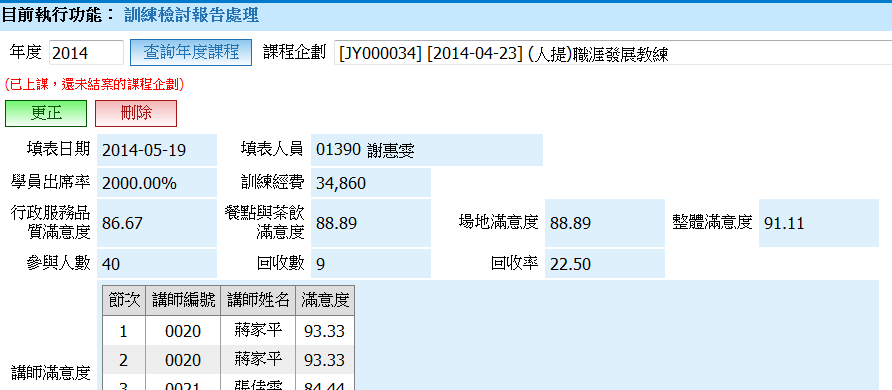 目前執行功能： 訓練檢討報告處理
年度 2014 查詢年度課程 課程企劃 [JY000034] [2014-04-23] (人提)職涯發展教練
(已上課，還未結案的課程企劃)
更正 刪除
填表日期 2014-05-19 填表人員 01390 謝惠雯
學員出席率 2000.00% 訓練經費 34,860
行政服務品質滿意度 86.67 餐點與茶飲滿意度 88.89 場地滿意度 88.89 整體滿意度 91.11
參與人數 40 回收數 9 回收率 22.50
節次 講師編號 講師姓名 滿意度
1 0020 蔣家平 93.33
2 0020 蔣家平 93.33
講師滿意度
3 0021 84.44